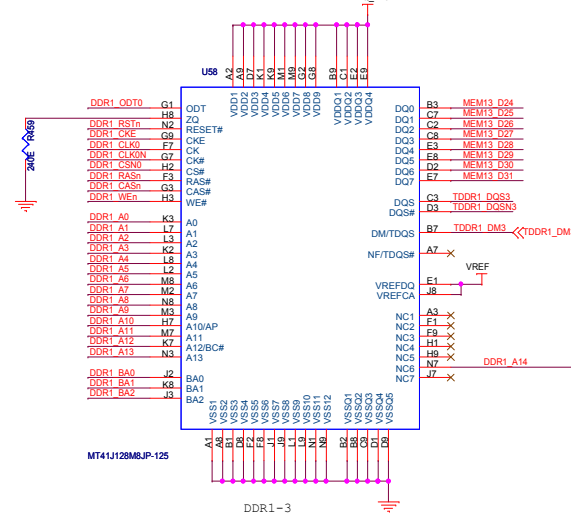 U58
A2 A9 D7 K1 K9 M1 M9 G2 G8 B9 C1 E2 E9
VDD1 VDD2 VDD3 VDD4 VDD5 VDD6 VDD7 VDD8 VDD9 VDDQ1 VDDQ2 VDDQ3 VDDQ4
R459
240E
DDR1_ODT0 G1 ODT
H8 ZQ
DDR1_RSTn N2 RESET#
DDR1_CKE G9 CKE
DDR1_CLK0 F7 CK
DDR1_CLK0N G7 CK#
DDR1_CSN0 H2 CS#
DDR1_RASn F3 RAS#
DDR1_CASn G3 CAS#
DDR1_WEn H3 WE#
DDR1_A0 K3 A0
DDR1_A1 L7 A1
DDR1_A2 L3 A2
DDR1_A3 K2 A3
DDR1_A4 L8 A4
DDR1_A5 L2 A5
DDR1_A6 M8 A6
DDR1_A7 M2 A7
DDR1_A8 N8 A8
DDR1_A9 M3 A9
DDR1_A10 H7 A10/AP
DDR1_A11 M7 A11
DDR1_A12 K7 A12/BC#
DDR1_A13 N3 A13
DDR1_BA0 J2 BA0
DDR1_BA1 K8 BA1
DDR1_BA2 J3 BA2
DQ0 B3 MEM13_D24
DQ1 C7 MEM13_D25
DQ2 C2 MEM13_D26
DQ3 C8 MEM13_D27
DQ4 E3 MEM13_D28
DQ5 E8 MEM13_D29
DQ6 D2 MEM13_D30
DQ7 E7 MEM13_D31
DQS C3 TDDR1_DQS3
DQS# D3 TDDR1_DQSN3
DM/TDQS B7 TDDR1_DM3 TDDR1_DM
NF/TDQS# A7
VREF
VREFDQ E1
VREFCA J8
NC1 A3
NC2 F1
NC3 F9
NC4 H1
NC5 H9
NC6 N7 DDR1_A14
NC7 J7
VSS1 VSS2 VSS3 VSS4 VSS5 VSS6 VSS7 VSS8 VSS9 VSS10 VSS11 VSS12 VSSQ1 VSSQ2 VSSQ3 VSSQ4 VSSQ5
A1 A8 B1 D8 F2 F8 J1 J9 L1 L9 N1 N9 B2 B8 C9 D1 D9
MT41J128M8JP-125
DDR1-3